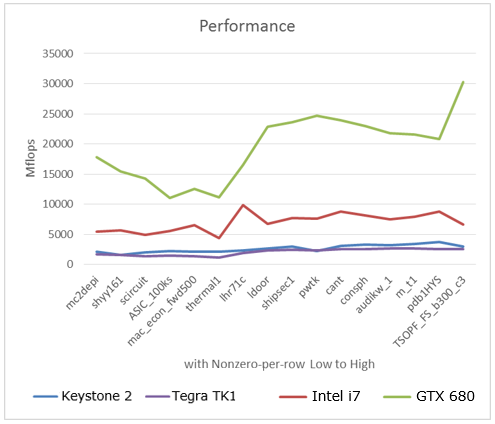 Performance
35000
30000
25000
20000
15000
10000
5000
0
Mflops
mc2depi
shyy161
scircuit
ASIC_100ks
mac_econ_fwd500
thermal1
lhr71c
ldoor
shipsec1
pwtk
cant
consph
audikw_1
m_t1
pdb1HYS
TSOPF_FS_b300_c3
with Nonzero-per-row Low to High
Keystone 2 Tegra TK1 Intel i7 GTX 680